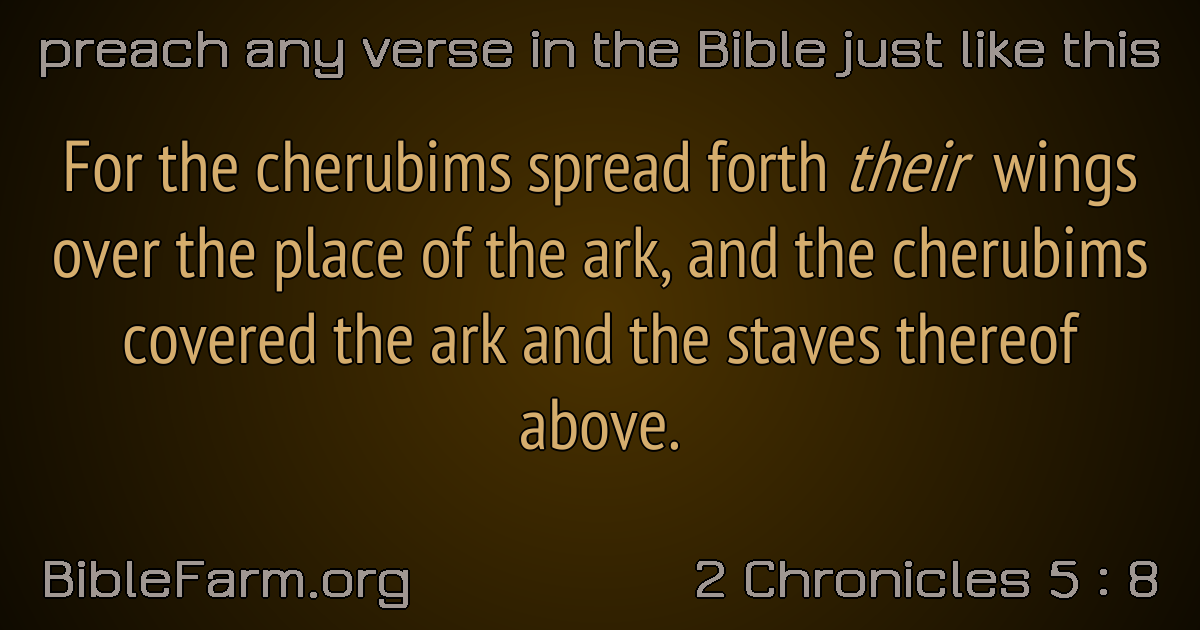 preach any verse in the Bible just like this
For the cherubims spread forth their wings
over the place of the ark, and the cherubims
covered the ark and the staves thereof
above.
BibleFarm.org
2 Chronicles 5 : 8